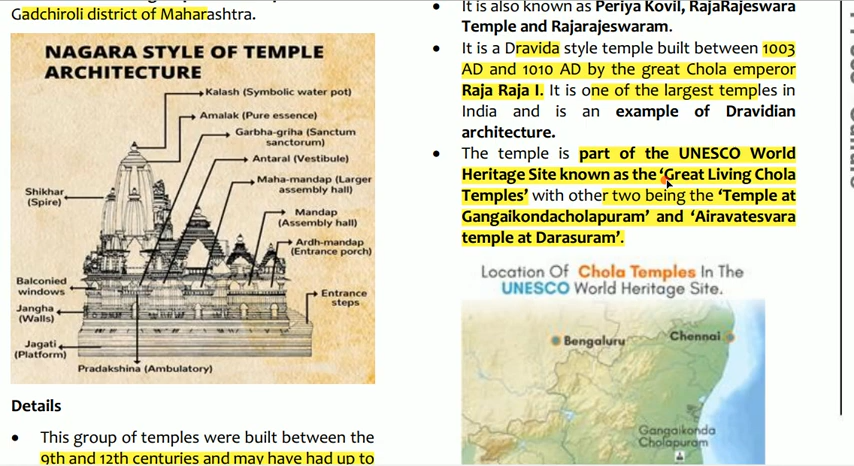 Gadchiroli district of Maharashtra.
NAGARA STYLE OF TEMPLE
ARCHITECTURE
Kalash (Symbolic water pot)
Amalak (Pure essence)
Garbha-griha (Sanctum
sanctorum)
Antaral (Vestibule)
Maha-mandap (Larger
assembly hall)
Mandap
(Assembly hall)
Ardh-mandap
(Entrance porch)
Shikhar
(Spire)
Balconied
windows
Jangha
(Walls)
Jagati
(Platform)
Entrance
steps
Pradakshina (Ambulatory)
Details
• This group of temples were built between the
9th and 12th centuries and may have had up to
• It is also known as Periya Kovil, RajaRajeswara
Temple and Rajarajeswaram.
• It is a Dravida style temple built between 1003
AD and 1010 AD by the great Chola emperor
Raja Raja I. It is one of the largest temples in
India and is an example of Dravidian
architecture.
• The temple is part of the UNESCO World
Heritage Site known as the ‘Great Living Chola
Temples’ with other two being the ‘Temple at
Gangaikondacholapuram’ and ‘Airavatesvara
temple at Darasuram’.
Location Of Chola Temples In The
UNESCO World Heritage Site.
Bengaluru
Chennai
Gangaikonda
Cholapuram